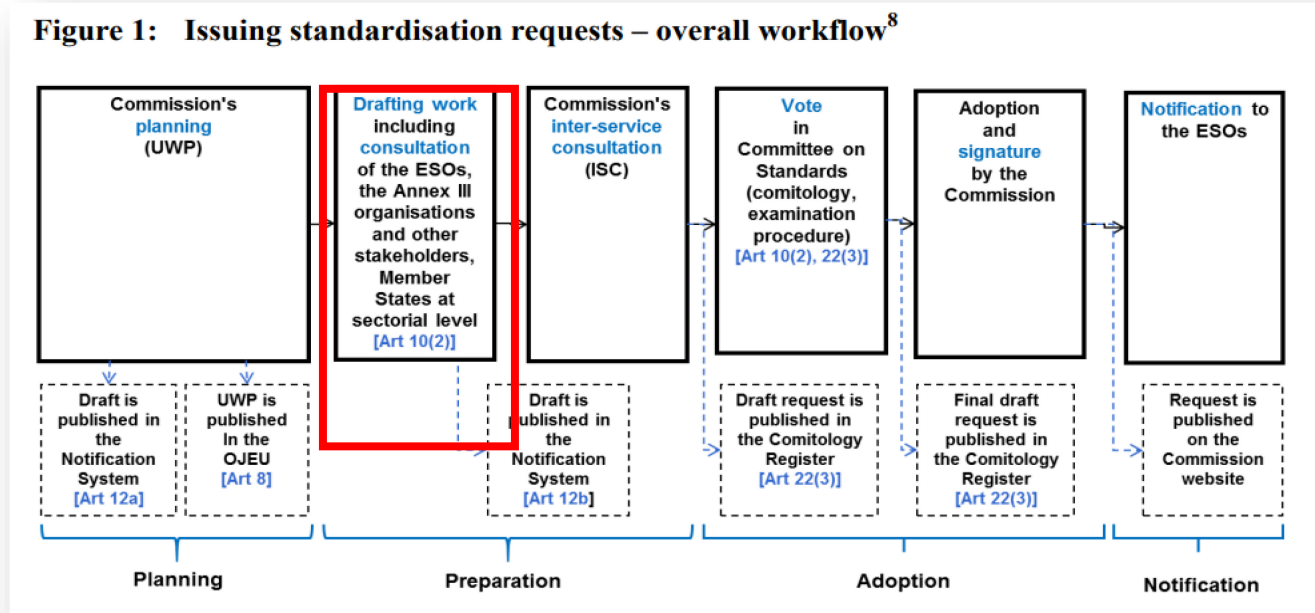 Figure 1: Issuing standardisation requests – overall workflow8
Commission's
planning
(UWP)
Drafting work
including
consultation
of the ESOs,
the Annex III
organisations
and other
stakeholders,
Member
States at
sectorial level
[Art 10(2)]
Commission's
inter-service
consultation
(ISC)
Vote
in
Committee on
Standards
(comitology,
examination
procedure)
[Art 10(2), 22(3)]
Adoption
and
signature
by the
Commission
Notification to
the ESOs
Draft is
published in
the
Notification
System
[Art 12a]
UWP is
published
In the
OJEU
[Art 8]
Draft is
published in
the
Notification
System
[Art 12b]
Draft request is
published in
the Comitology
Register
[Art 22(3)]
Final draft
request is
published in
the Comitology
Register
[Art 22(3)]
Request is
published
on the
Commission
website
Planning
Preparation
Adoption
Notification